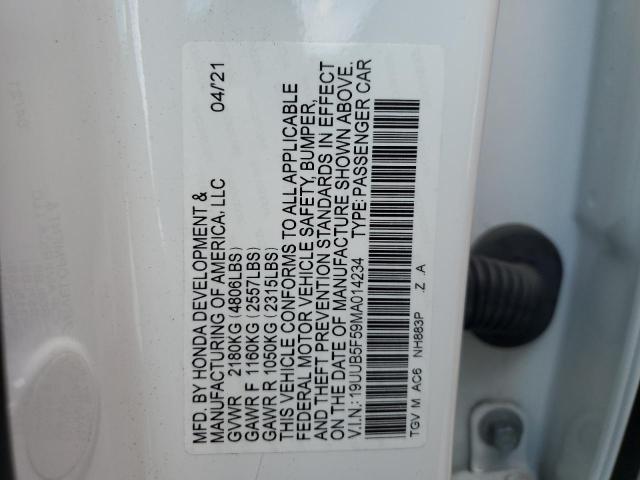 MFD. BY HONDA DEVELOPMENT &
MANUFACTURING OF AMERICA, LLC 04/21
GVWR 2180KG (4806LBS)
GAWR F 1160KG (2557LBS)
GAWR R 1050KG (2315LBS)
THIS VEHICLE CONFORMS TO ALL APPLICABLE
FEDERAL MOTOR VEHICLE SAFETY, BUMPER,
AND THEFT PREVENTION STANDARDS IN EFFECT
ON THE DATE OF MANUFACTURE SHOWN ABOVE.
V.I.N.: 19UUB5F59MA014234 TYPE: PASSENGER CAR
TGV M AC6 NH883P .Z .A